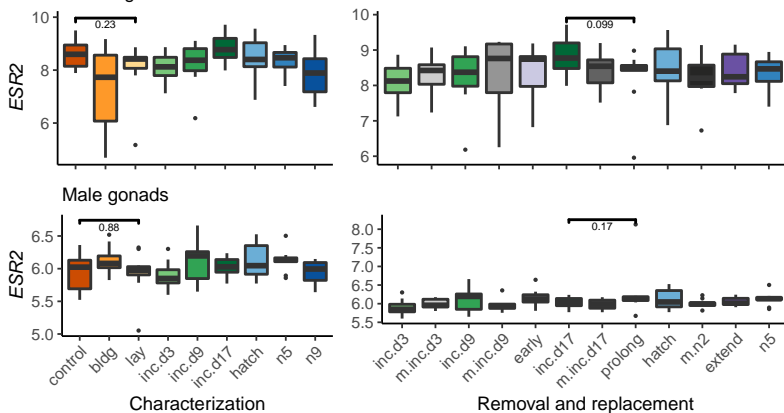 0.23
0.099
ESR2
8
6
10
9
8
7
6
Male gonads
0.88
0.17
ESR2
6.5
6.0
5.5
5.0
8.0
7.5
7.0
6.5
6.0
5.5
control
bldg
lay
inc.d3
inc.d9
inc.d17
hatch
n5
n9
inc.d3
m.inc.d3
inc.d9
m.inc.d9
early
inc.d17
m.inc.d17
prolong
hatch
m.n2
extend
n5
Characterization
Removal and replacement